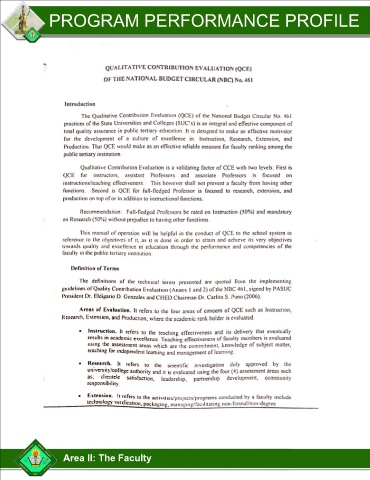 PROGRAM PERFORMANCE PROFILE
QUALITATIVE CONTRIBUTION EVALUATION (QCE)
OF THE NATIONAL BUDGET CIRCULAR (NBC) No. 461
Introduction
The Qualitative Contribution Evaluation (QCE) of the National Budget Circular No. 461
practices of the State Universities and Colleges (SUC's) is an integral and effective component of
total quality assurance in public tertiary education. It is designed to make an effective motivator
for the development of a culture of excellence in: Instruction, Research, Extension, and
Production. That QCE would make as an effective reliable measure for faculty ranking among the
public tertiary institution.
Qualitative Contribution Evaluation is a validating factor of CCE with two levels: First is
QCE for instructors, assistant Professors and associate Professors is focused on
instructions/teaching effectiveness. This however shall not prevent a faculty from having other
functions. Second is QCE for full-fledged Professor is focused to research, extension, and
production on top of or in addition to instructional functions.
Recommendation: Full-fledged Professors be rated on Instruction (50%) and mandatory
on Research (50%) without prejudice to having other functions.
This manual of operation will be helpful in the conduct of QCE to the school system in
reference to the objectives of it, as it is done in order to attain and achieve its very objectives
towards quality and excellence in education through the performance and competencies of the
faculty in the public tertiary institution.
Definition of Terms
The definitions of the technical terms presented are quoted from the implementing
guidelines of Quality Contribution Evaluation (Annex 1 and 2) of the NBC 461, signed by PASUC
President Dr. Eldigario D. Gonzales and CHED Chairman Dr. Carlito S. Puno (2006).
Areas of Evaluation. It refers to the four areas of concern of QCE such as Instruction,
Research, Extension, and Production, where the academic rank holder is evaluated.
• Instruction. It refers to the teaching effectiveness and its delivery that eventually
results in academic excellence. Teaching effectiveness of faculty members is evaluated
using the assessment areas which are the commitment, knowledge of subject matter,
teaching for independent learning and management of learning.
• Research. It refers to the scientific investigation duly approved by the
university/college authority and it is evaluated using the four (4) assessment areas such
as, clientele satisfaction, leadership, partnership development, community
responsibility.
• Extension. It refers to the activities/projects/programs conducted by a faculty include
technology verification, packaging, managing/facilitating non-formal/non-degree
Area II: The Faculty